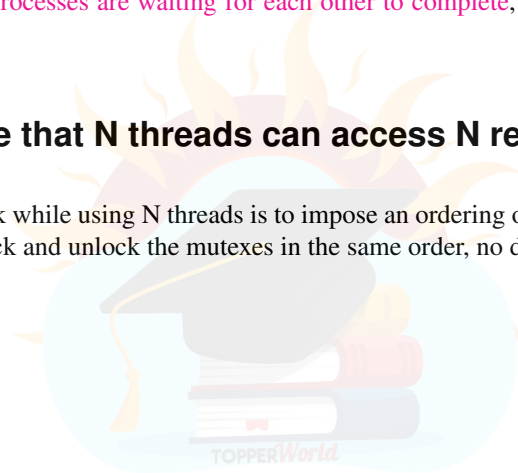 rocesses are waiting for each other to complete,
e that N threads can access N re
k while using N threads is to impose an ordering o
ck and unlock the mutexes in the same order, no d
TOPPERWorld